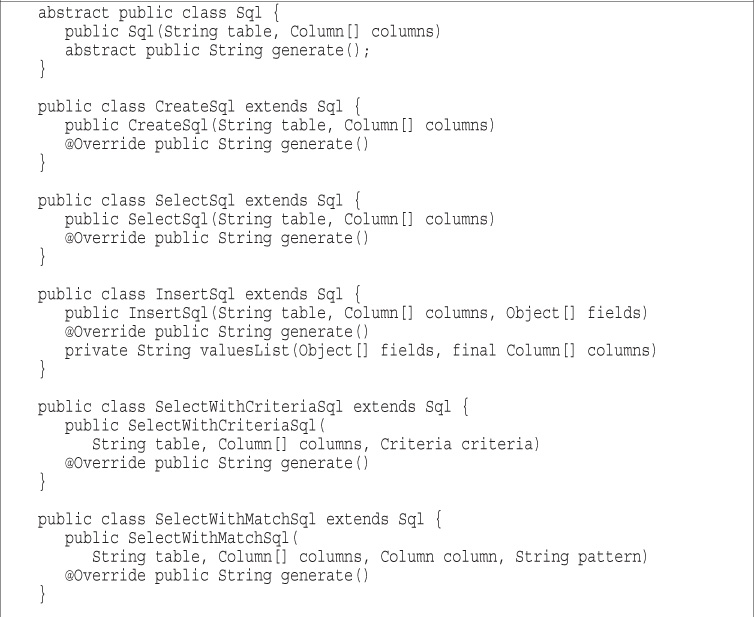 abstract public class Sql {
   public Sql(String table, Column[] columns)
   abstract public String generate();
}

public class CreateSql extends Sql {
   public CreateSql(String table, Column[] columns)
   @Override public String generate()
}

public class SelectSql extends Sql {
   public SelectSql(String table, Column[] columns)
   @Override public String generate()
}

public class InsertSql extends Sql {
   public InsertSql(String table, Column[] columns, Object[] fields)
   @Override public String generate()
   private String valuesList(Object[] fields, final Column[] columns)
}

public class SelectWithCriteriaSql extends Sql {
   public SelectWithCriteriaSql(
      String table, Column[] columns, Criteria criteria)
   @Override public String generate()
}

public class SelectWithMatchSql extends Sql {
   public SelectWithMatchSql(
      String table, Column[] columns, Column column, String pattern)
   @Override public String generate()
}